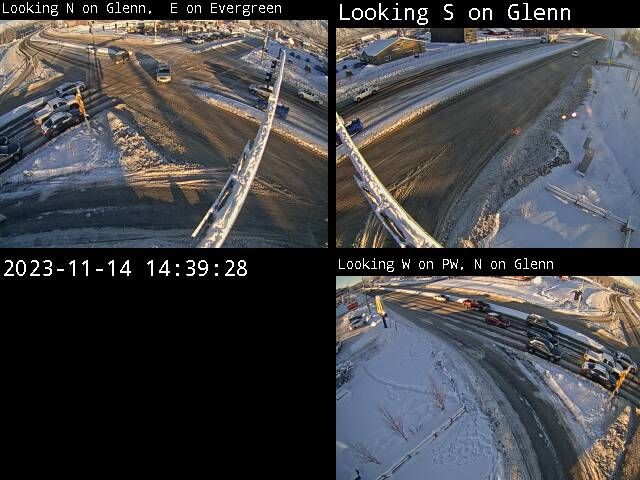 Looking N on Glenn,  E on Evergreen
Looking S on Glenn
2023-11-14 14:39:28
Looking W on PW, N on Glenn